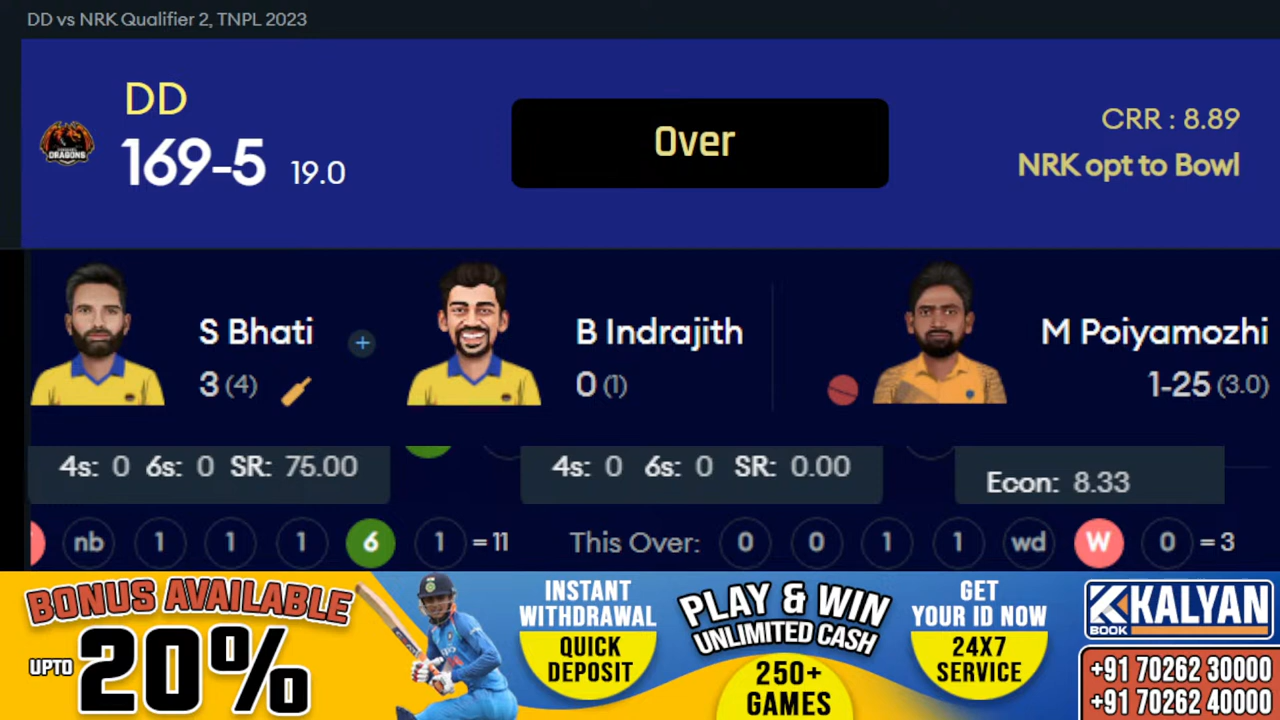 DD vs NRK Qualifier 2, TNPL 2023
DD
169-5 19.0
DRAGONS
Over
CRR : 8.89
NRK opt to Bowl
S Bhati
3 (4)
+
B Indrajith
0 (1)
M Poiyamozhi
1-25 (3.0)
4s: 0 6s: 0 SR: 75.00
4s: 0 6s: 0 SR: 0.00
Econ: 8.33
nb 1 1 1 6 1 = 11
This Over: 0 0 1 1 wd W 0 = 3
BONUS AVAILABLE
UPTO 20%
INSTANT
WITHDRAWAL
QUICK
DEPOSIT
PLAY & WIN
UNLIMITED CASH
250+
GAMES
GET
YOUR ID NOW
24X7
SERVICE
KALYAN
BOOK
+91 70262 30000
+91 70262 40000